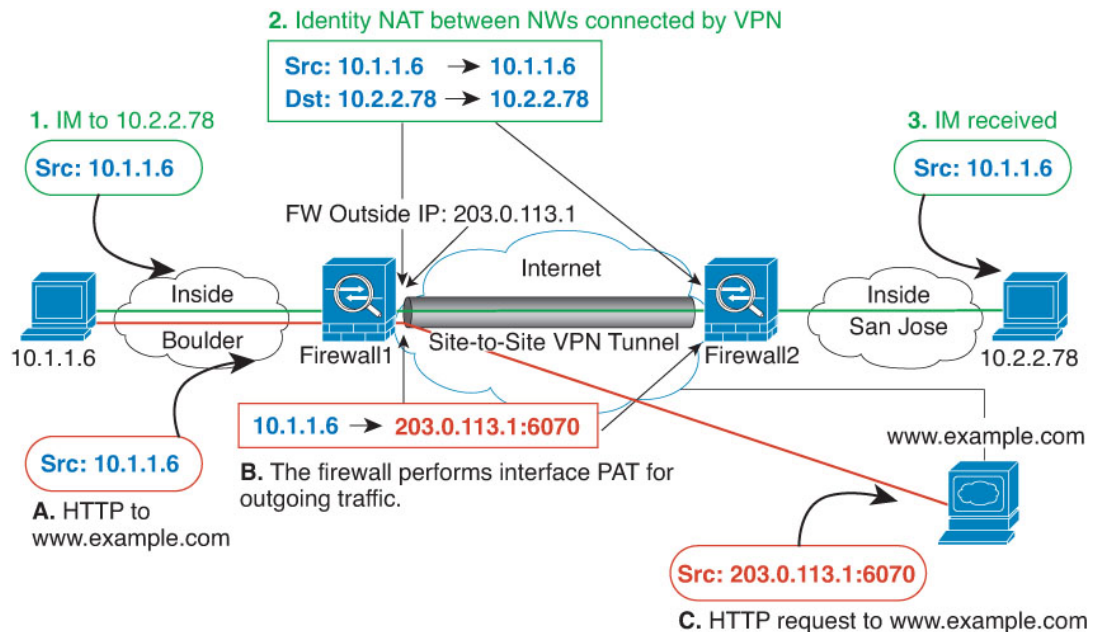 2. Identity NAT between NWs connected by VPN
Src: 10.1.1.6 → 10.1.1.6
Dst: 10.2.2.78 → 10.2.2.78
1. IM to 10.2.2.78
Src: 10.1.1.6
3. IM received
Src: 10.1.1.6
FW Outside IP: 203.0.113.1
Internet
Inside
Boulder
Inside
San Jose
10.1.1.6
Firewall1
Site-to-Site VPN Tunnel
Firewall2
10.2.2.78
10.1.1.6 → 203.0.113.1:6070
B. The firewall performs interface PAT for
outgoing traffic.
Src: 10.1.1.6
A. HTTP to
www.example.com
www.example.com
Src: 203.0.113.1:6070
C. HTTP request to www.example.com